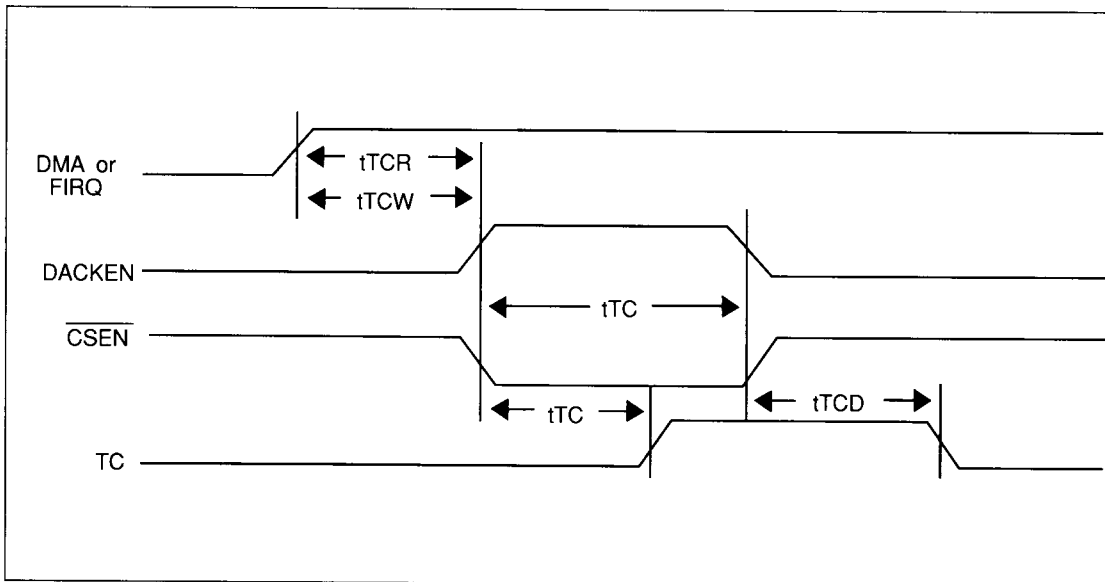 DMA or
FIRQ
tTCR
tTCW
DACKEN
tTC
CSEN
tTC
tTCD
TC